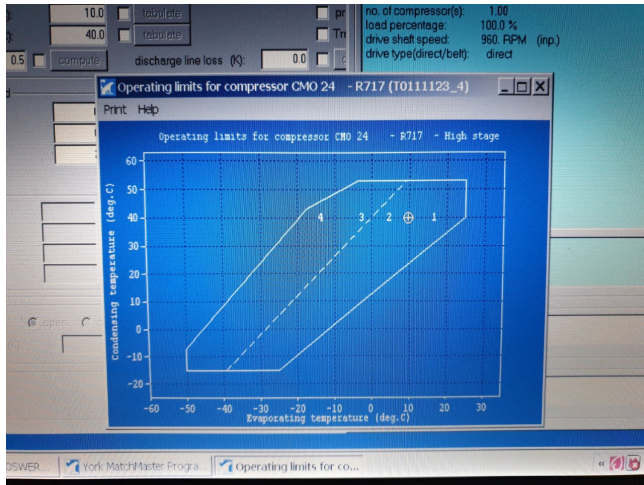 10.0 tabulate pr
no. of compressor(s): 1.00
40.0 tabulate
load percentage: 100.0 %
drive shaft speed: 960. RPM (inp.)
0.5 compute discharge line loss (K): 0.0
drive type(direct/belt): direct
Operating limits for compressor CMO 24 - R717 (T0111123_4)
Print Help
Operating limits for compressor CMO 24 - R717 - High stage
Condensing temperature (deg.C)
60
50
40
30
20
10
0
-10
-20
4 3 2 1
-60 -50 -40 -30 -20 -10 0 10 20 30
Evaporating temperature (deg.C)
open C
OSWER... York MatchMaster Progra... Operating limits for co...
«